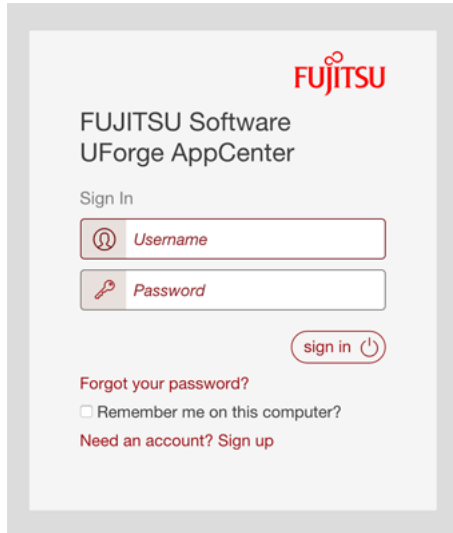 FUJITSU
FUJITSU Software
UForge AppCenter
Sign In
Username
Password
sign in
Forgot your password?
Remember me on this computer?
Need an account? Sign up